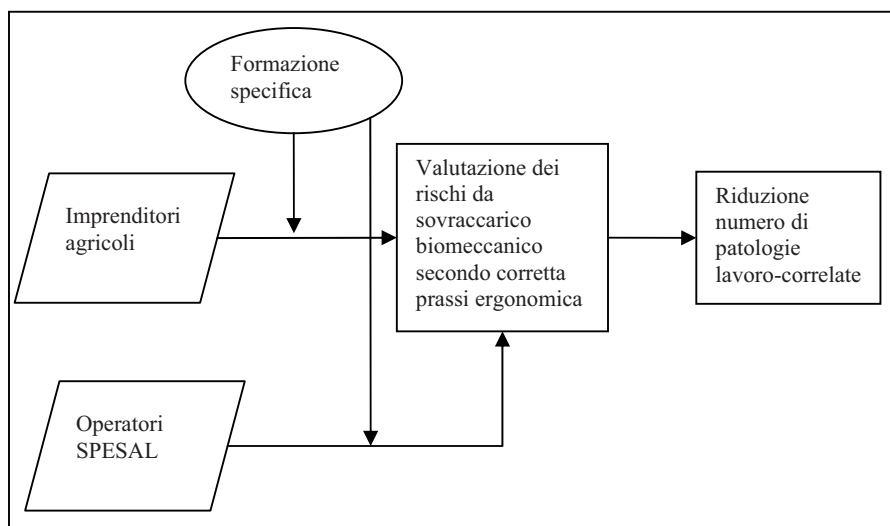 Formazione
specifica
Imprenditori
agricoli
Valutazione dei
rischi da
sovraccarico
biomeccanico
secondo corretta
prassi ergonomica
Riduzione
numero di
patologie
lavoro-correlate
Operatori
SPESAL